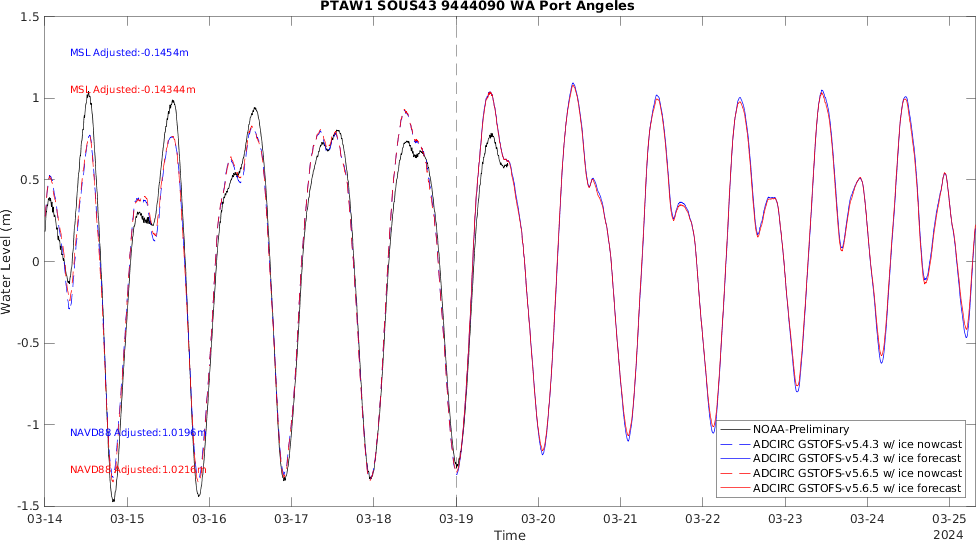 PTAW1 SOUS43 9444090 WA Port Angeles
1.5
1
0.5
0
-0.5
-1
-1.5
Water Level (m)
MSL Adjusted:-0.1454m
MSL Adjusted:-0.14344m
NAVD88 Adjusted:1.0196m
NAVD88 Adjusted:1.0216m
NOAA-Preliminary
ADCIRC GSTOFS-v5.4.3 w/ ice nowcast
ADCIRC GSTOFS-v5.4.3 w/ ice forecast
ADCIRC GSTOFS-v5.6.5 w/ ice nowcast
ADCIRC GSTOFS-v5.6.5 w/ ice forecast
03-14 03-15 03-16 03-17 03-18 03-19 03-20 03-21 03-22 03-23 03-24 03-25
2024
Time